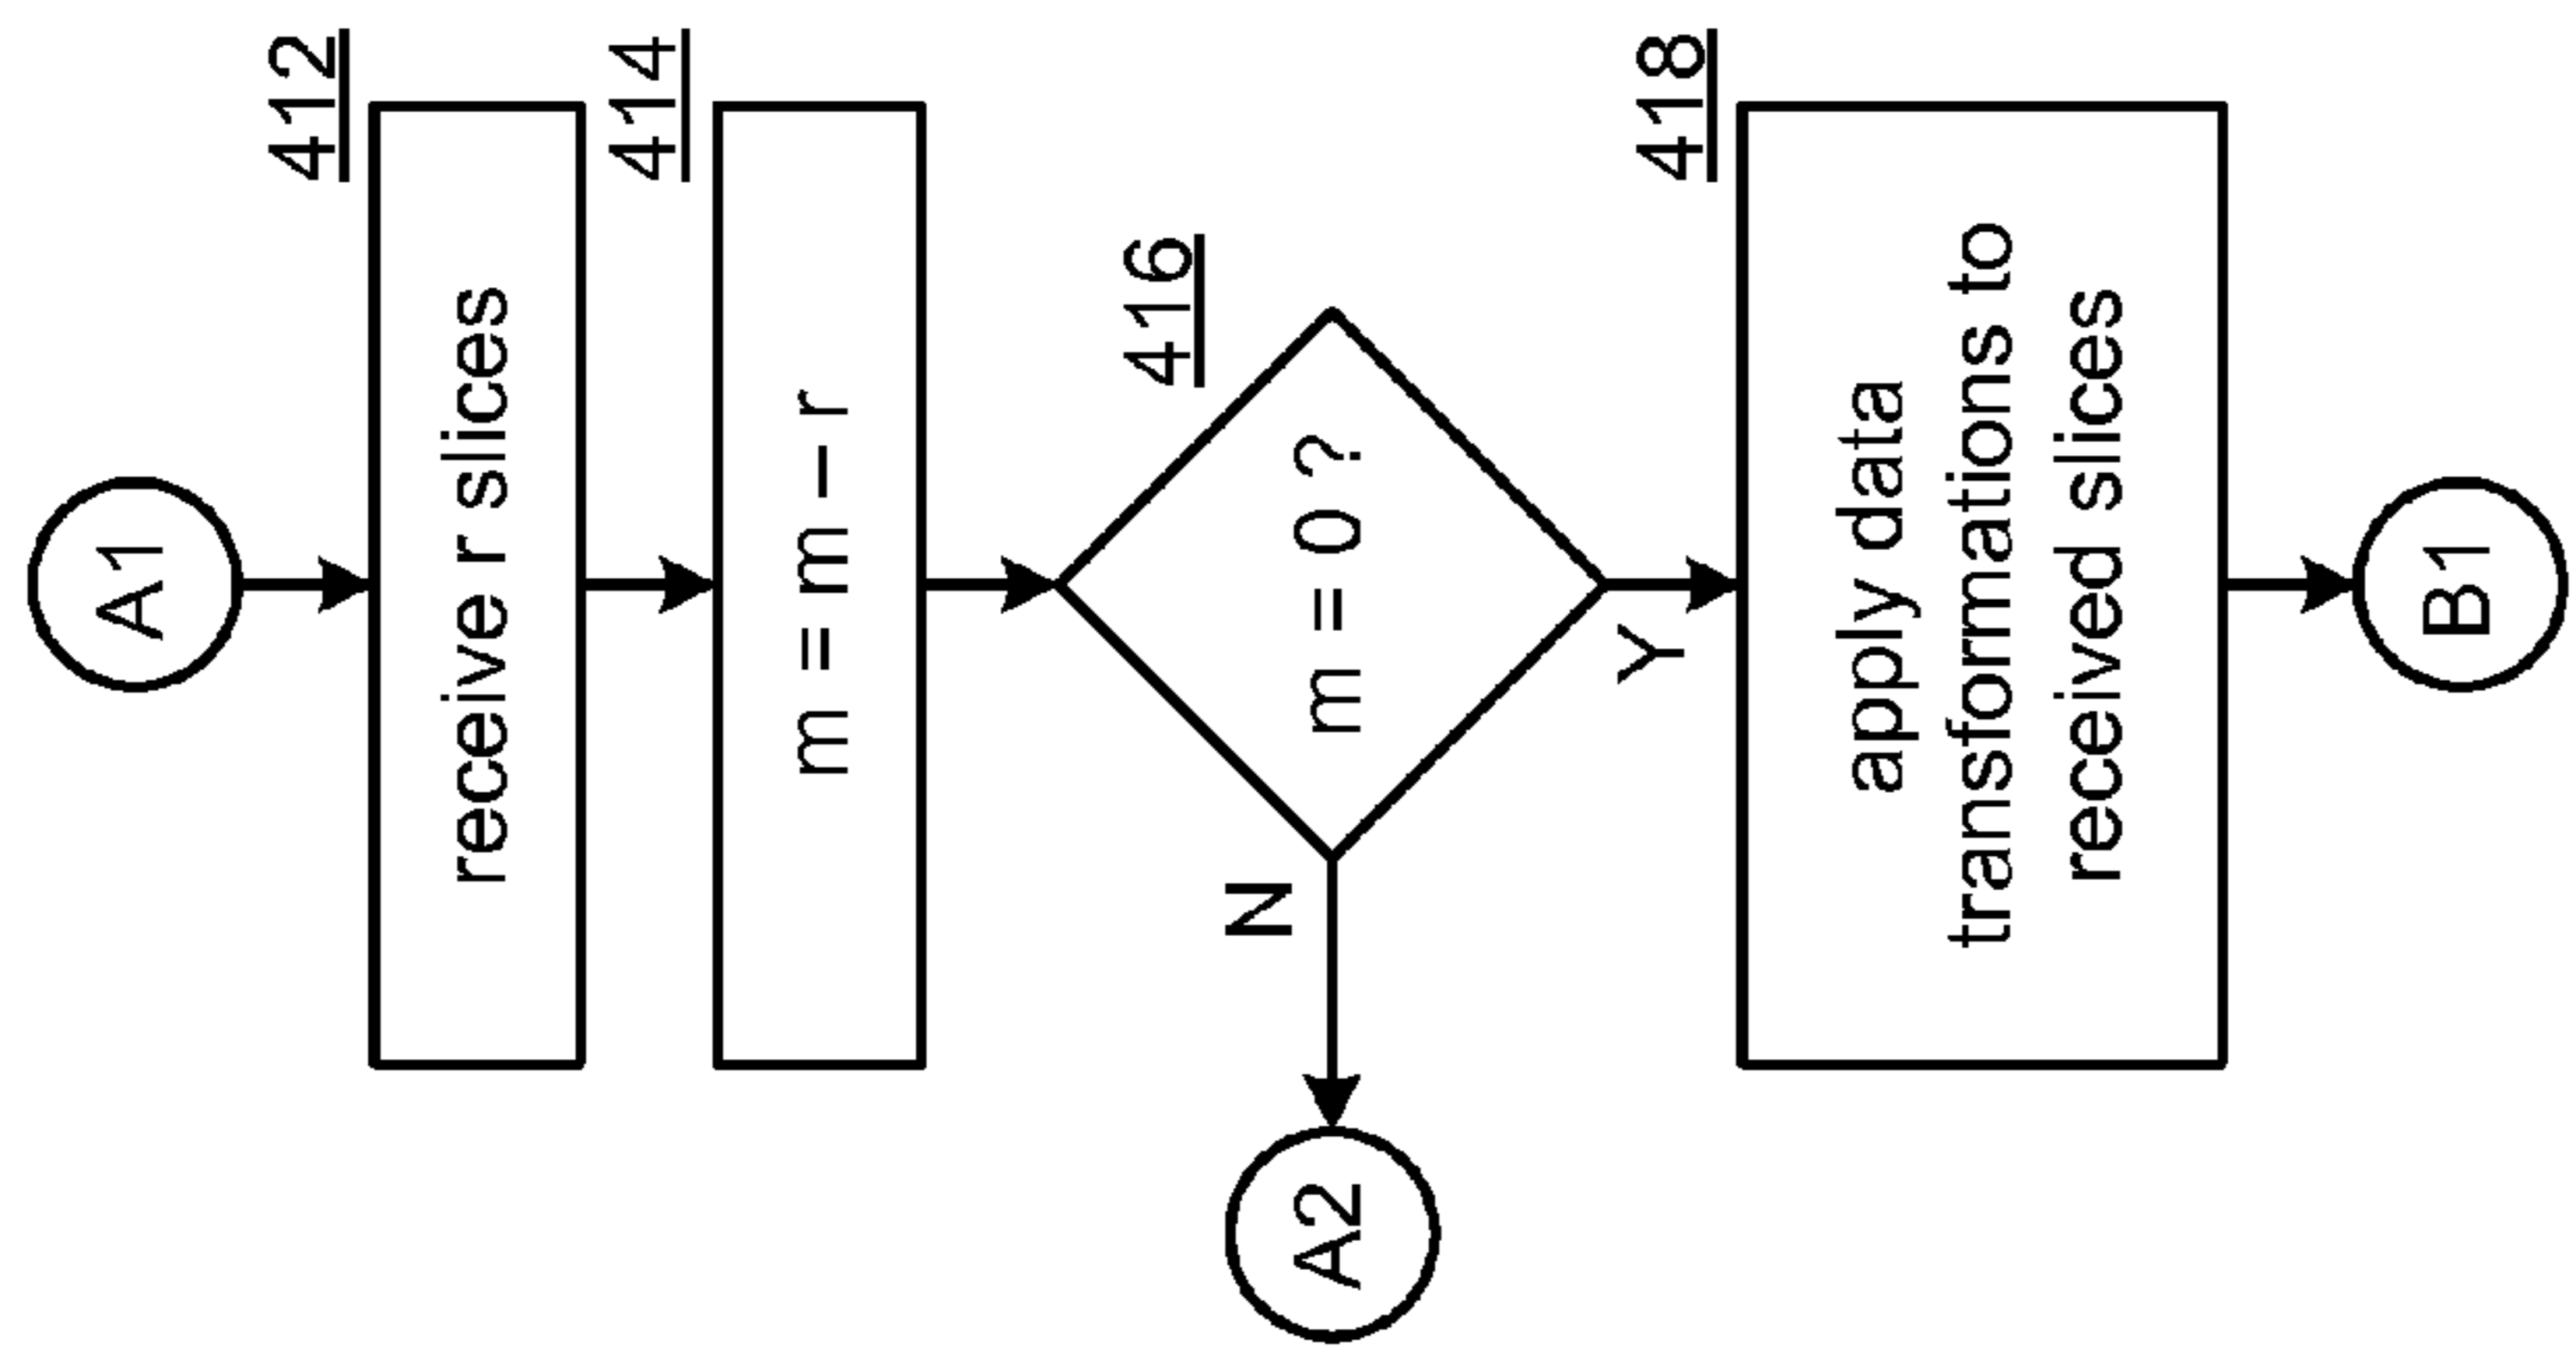 A1
412
receive r slices
414
m = m – r
416
m = 0 ?
N
A2
Y
418
apply data
transformations to
received slices
B1